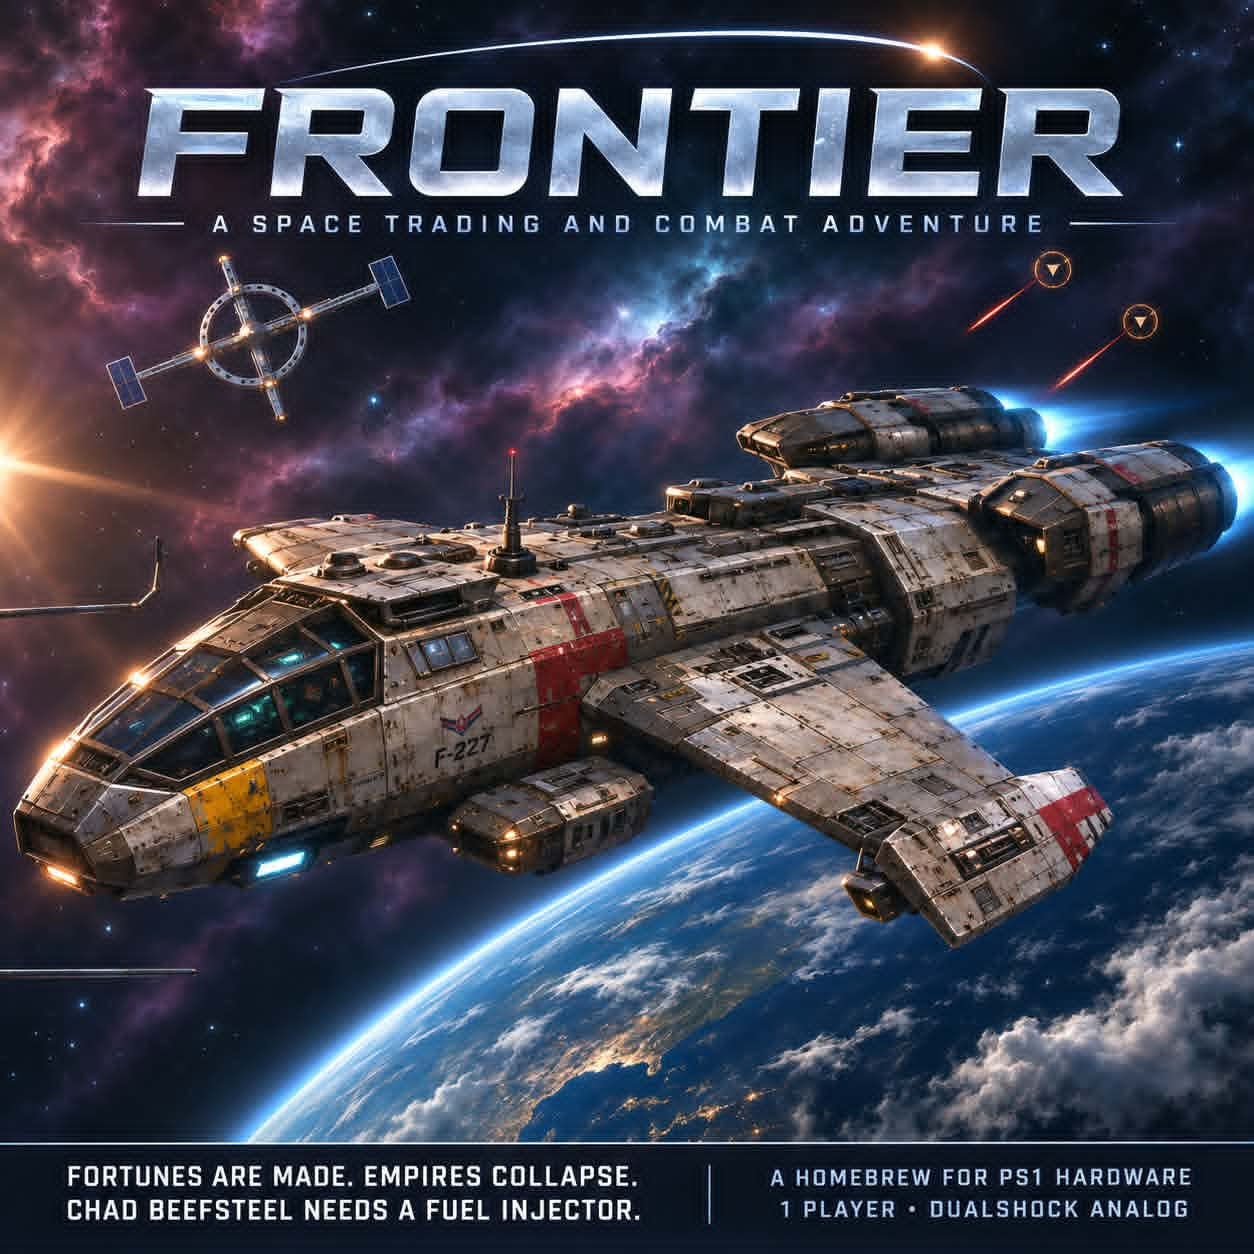 FRONTIER
A SPACE TRADING AND COMBAT ADVENTURE
F-227
FORTUNES ARE MADE. EMPIRES COLLAPSE.
CHAD BEEFSTEEL NEEDS A FUEL INJECTOR.
A HOMEBREW FOR PS1 HARDWARE
1 PLAYER • DUALSHOCK ANALOG